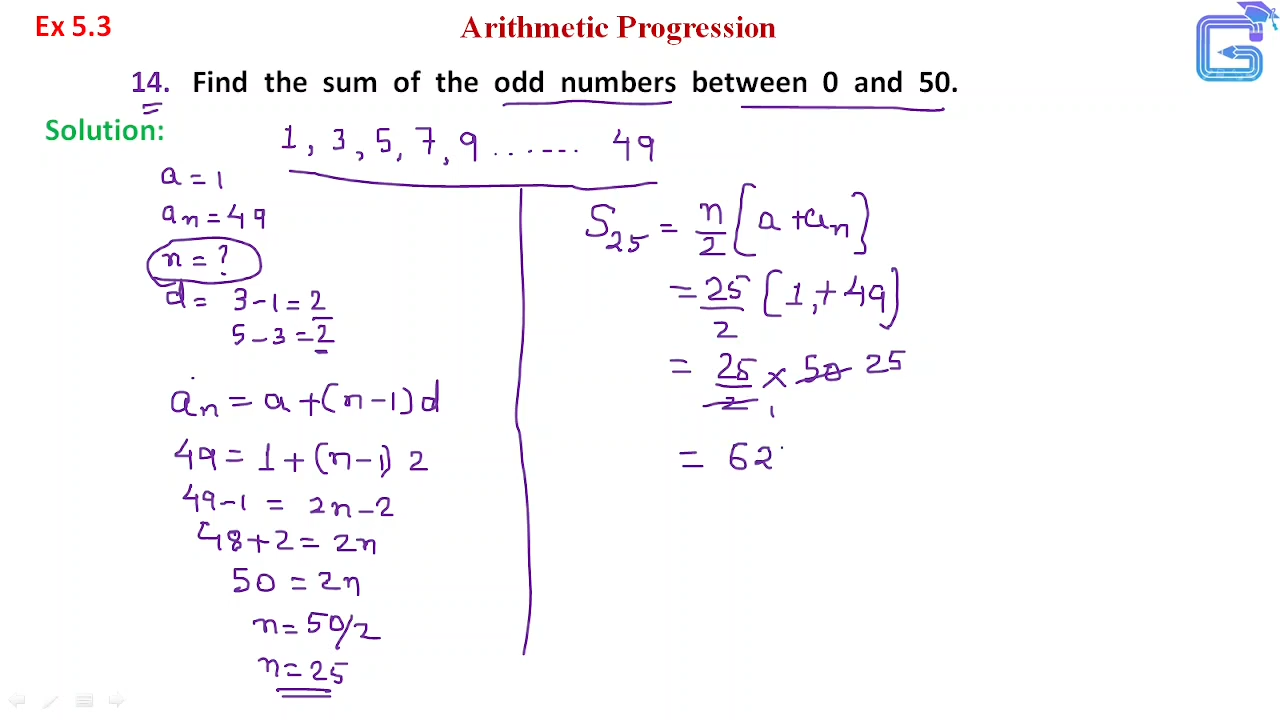 Ex 5.3
Arithmetic Progression
14. Find the sum of the odd numbers between 0 and 50.
Solution:
1, 3, 5, 7, 9 ........ 49
a = 1
an = 49
n = ?
d = 3 - 1 = 2
5 - 3 = 2
an = a + (n - 1) d
49 = 1 + (n - 1) 2
49 - 1 = 2n - 2
48 + 2 = 2n
50 = 2n
n = 50/2
n = 25
S25 = n/2 [a + an]
= 25/2 [1, + 49]
= 25/2 × 50 25
1
= 62